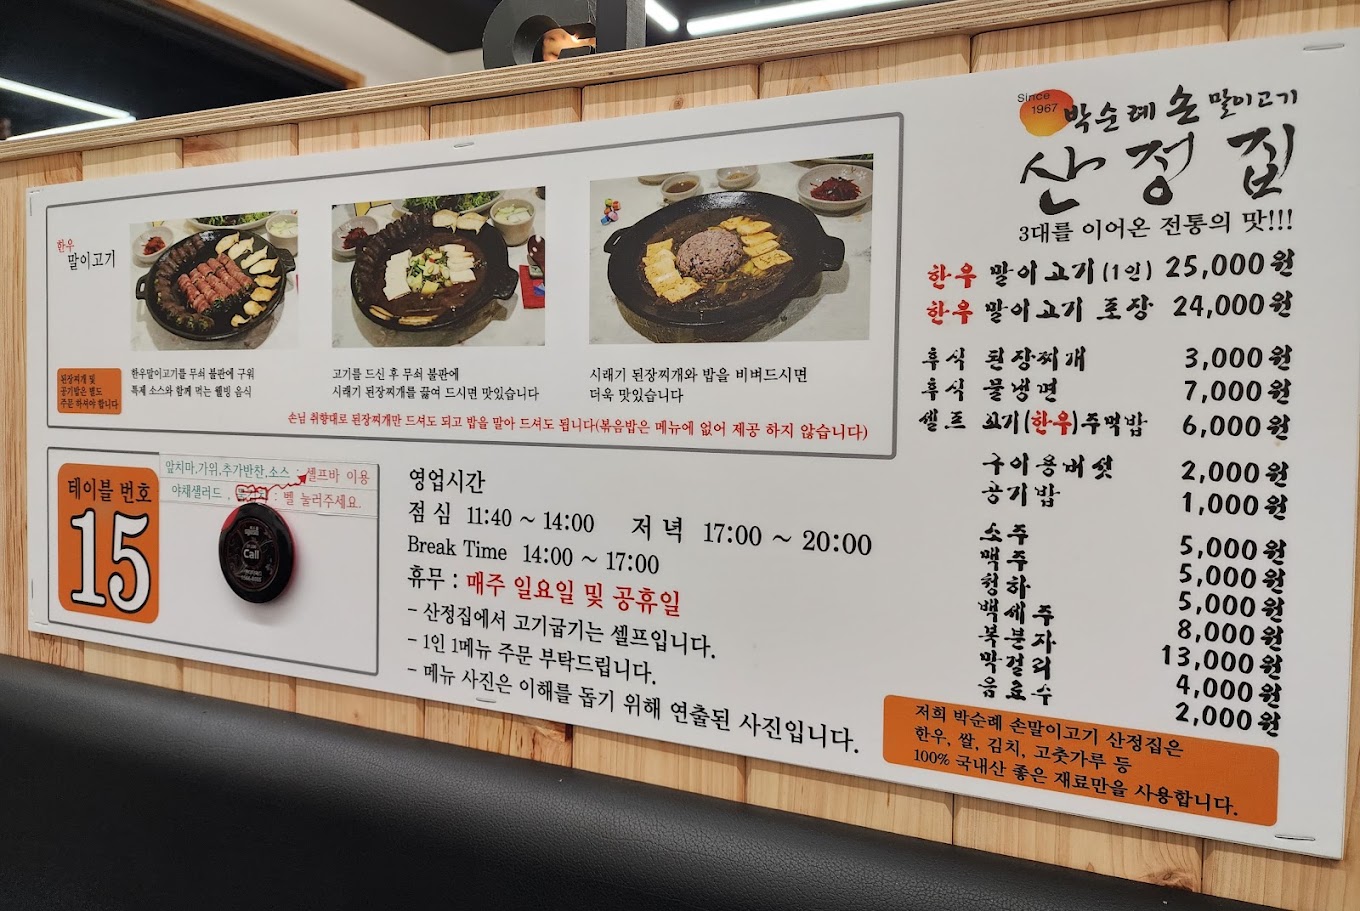 한우
말이고기
된장찌개 및
공기밥은 별도
주문 하셔야 합니다
한우말이고기를 무쇠 불판에 구워
특제 소스와 함께 먹는 웰빙 음식
고기를 드신 후 무쇠 불판에
시래기 된장찌개를 끓여 드시면 맛있습니다
시래기 된장찌개와 밥을 비벼드시면
더욱 맛있습니다
손님 취향대로 된장찌개만 드셔도 되고 밥을 말아 드셔도 됩니다(볶음밥은 메뉴에 없어 제공 하지 않습니다)
테이블 번호
15
앞치마,가위,추가반찬,소스 : 셀프바 이용
야채샐러드 , : 벨 눌러주세요.
Call
영업시간
점심 11:40 ~ 14:00 저녁 17:00 ~ 20:00
Break Time 14:00 ~ 17:00
휴무 : 매주 일요일 및 공휴일
- 산정집에서 고기굽기는 셀프입니다.
- 1인 1메뉴 주문 부탁드립니다.
- 메뉴 사진은 이해를 돕기 위해 연출된 사진입니다.
Since
1967
박순례 손 말이고기
산정집
3대를 이어온 전통의 맛!!!
한우 말이고기(1인) 25,000원
한우 말이고기 포장 24,000원
후식 된장찌개 3,000원
후식 물냉면 7,000원
셀프 고기(한우)주먹밥 6,000원
구이용버섯 2,000원
공기밥 1,000원
소주 5,000원
맥주 5,000원
청하 5,000원
백세주 8,000원
복분자 13,000원
막걸리 4,000원
음료수 2,000원
저희 박순례 손말이고기 산정집은
한우, 쌀, 김치, 고춧가루 등
100% 국내산 좋은 재료만을 사용합니다.